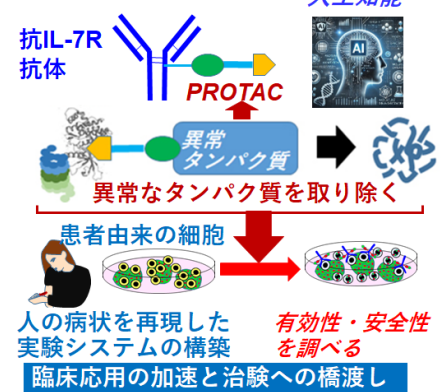 人工知能
抗IL-7R
抗体
AI
PROTAC
異常
タンパク質
異常なタンパク質を取り除く
患者由来の細胞
人の病状を再現した
実験システムの構築
有効性・安全性
を調べる
臨床応用の加速と治験への橋渡し